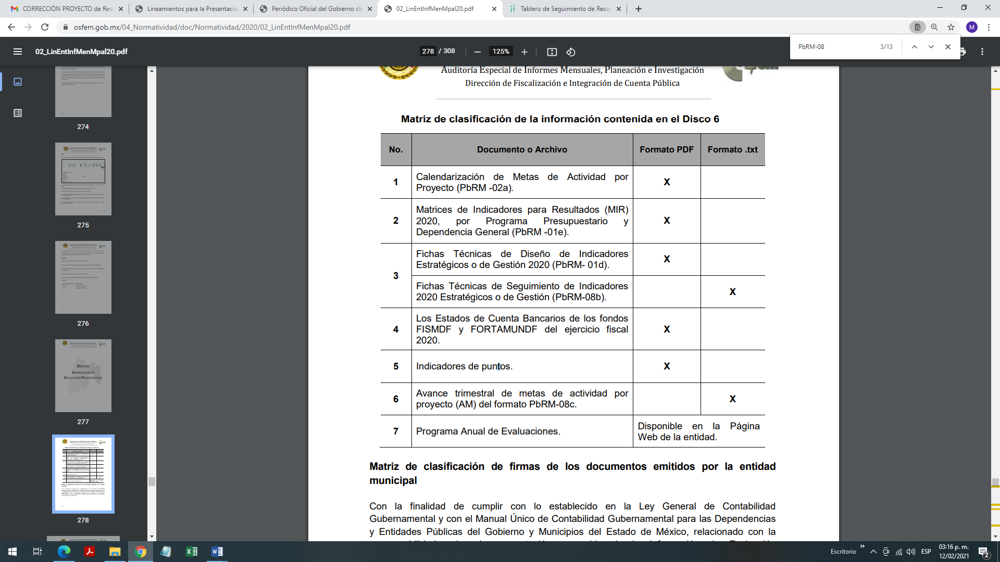 CORRECCIÓN PROYECTO de Res
Lineamientos para la Presentació
Periódico Oficial del Gobierno de
02_LinEntInfMenMpal20.pdf
Tablero de Seguimiento de Recu
osfem.gob.mx/04_Normatividad/doc/Normatividad/2020/02_LinEntInfMenMpal20.pdf
M
PbRM-08
3/13
02_LinEntInfMenMpal20.pdf
278 / 308
125%
274
275
276
DISCO 6
INFORMACIÓN DE
EVALUACIÓN PROGRAMÁTICA
277
278
Auditoría Especial de Informes Mensuales, Planeación e Investigación
Dirección de Fiscalización e Integración de Cuenta Pública
Matriz de clasificación de la información contenida en el Disco 6
No.
Documento o Archivo
Formato PDF
Formato .txt
1
Calendarización de Metas de Actividad por
Proyecto (PbRM -02a).
X
2
Matrices de Indicadores para Resultados (MIR)
2020, por Programa Presupuestario y
Dependencia General (PbRM -01e).
X
3
Fichas Técnicas de Diseño de Indicadores
Estratégicos o de Gestión 2020 (PbRM- 01d).
X
Fichas Técnicas de Seguimiento de Indicadores
2020 Estratégicos o de Gestión (PbRM-08b).
X
4
Los Estados de Cuenta Bancarios de los fondos
FISMDF y FORTAMUNDF del ejercicio fiscal
2020.
X
5
Indicadores de puntos.
X
6
Avance trimestral de metas de actividad por
proyecto (AM) del formato PbRM-08c.
X
7
Programa Anual de Evaluaciones.
Disponible en la Página
Web de la entidad.
Matriz de clasificación de firmas de los documentos emitidos por la entidad
municipal
Con la finalidad de cumplir con lo establecido en la Ley General de Contabilidad
Gubernamental y con el Manual Único de Contabilidad Gubernamental para las Dependencias
y Entidades Públicas del Gobierno y Municipios del Estado de México, relacionado con la
Escritorio
ESP
03:16 p. m.
12/02/2021
2